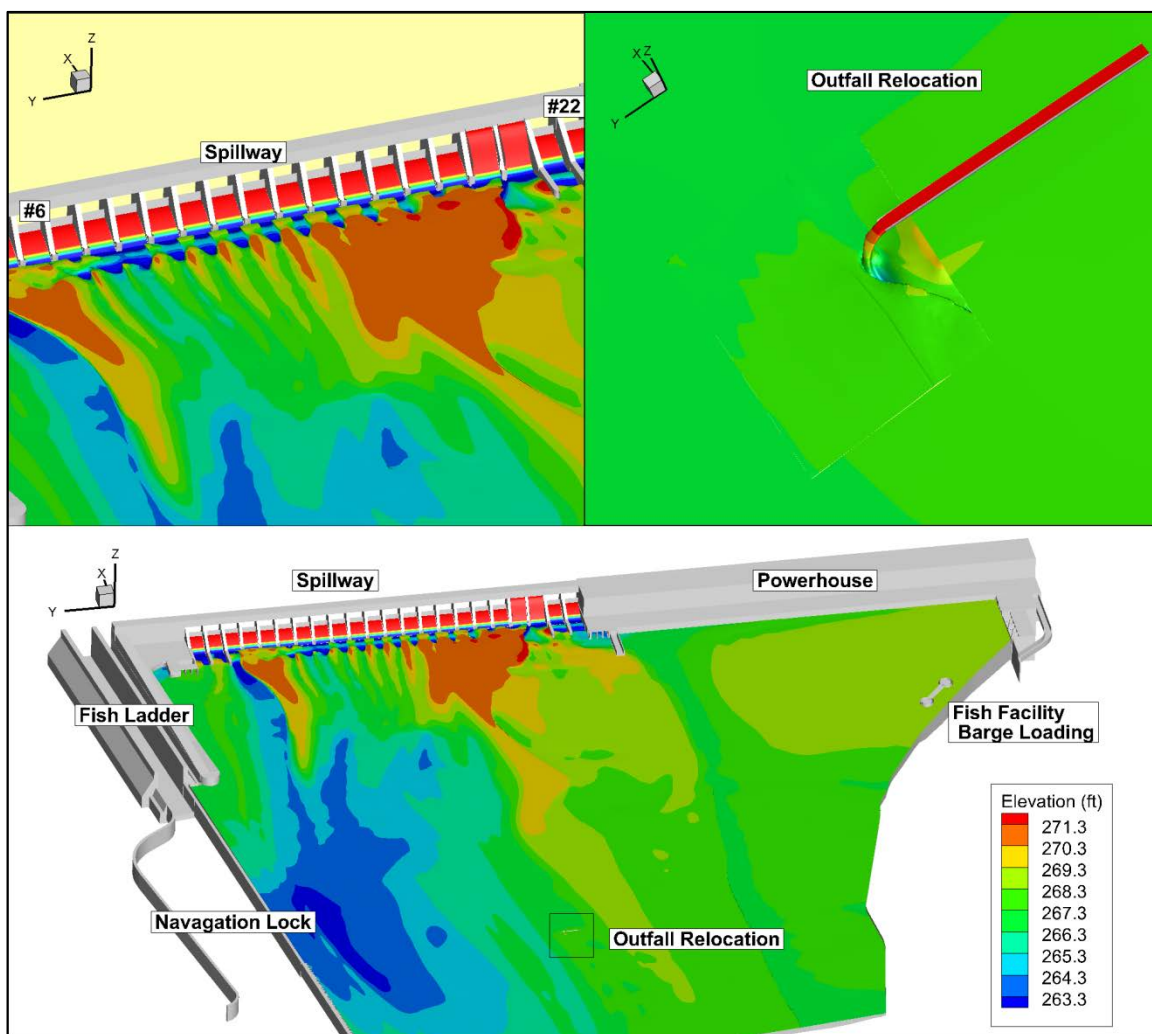 Z
X
Y
#22
Spillway
#6
X
Z
Y
Outfall Relocation
Z
X
Y
Spillway
Powerhouse
Fish Ladder
Fish Facility
Barge Loading
Navagation Lock
Outfall Relocation
Elevation (ft)
271.3
270.3
269.3
268.3
267.3
266.3
265.3
264.3
263.3